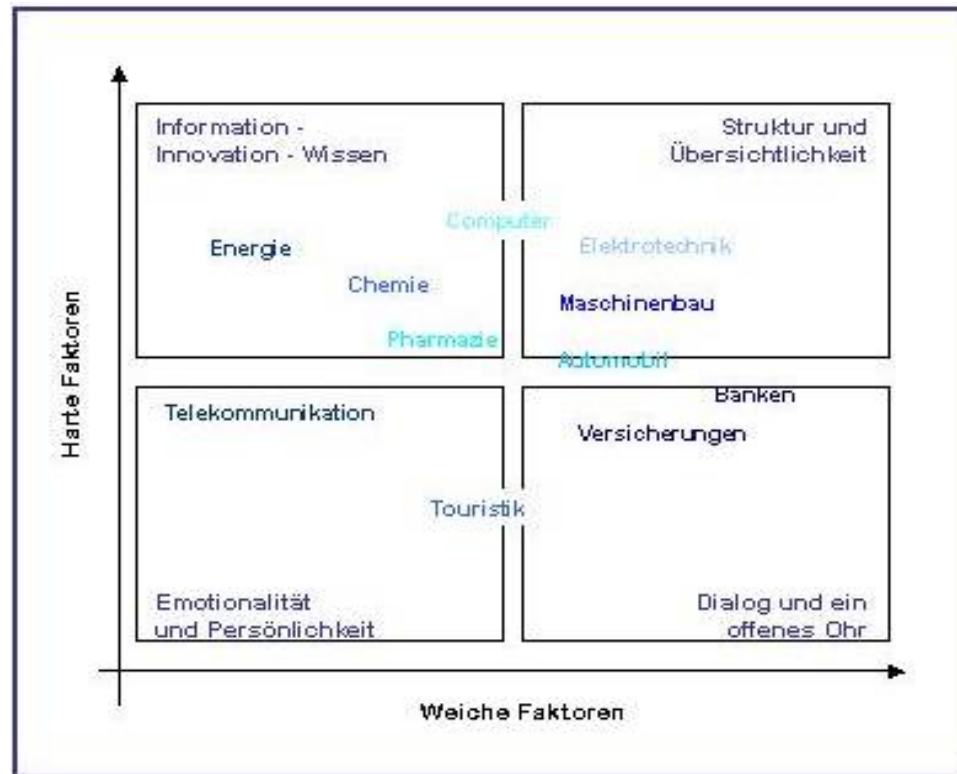 Information -
Innovation - Wissen
Struktur und
Übersichtlichkeit
Computer
Energie
Elektrotechnik
Chemie
Maschinenbau
Pharmazie
Automobil
Harte Faktoren
Telekommunikation
Banken
Versicherungen
Touristik
Emotionalität
und Persönlichkeit
Dialog und ein
offenes Ohr
Weiche Faktoren